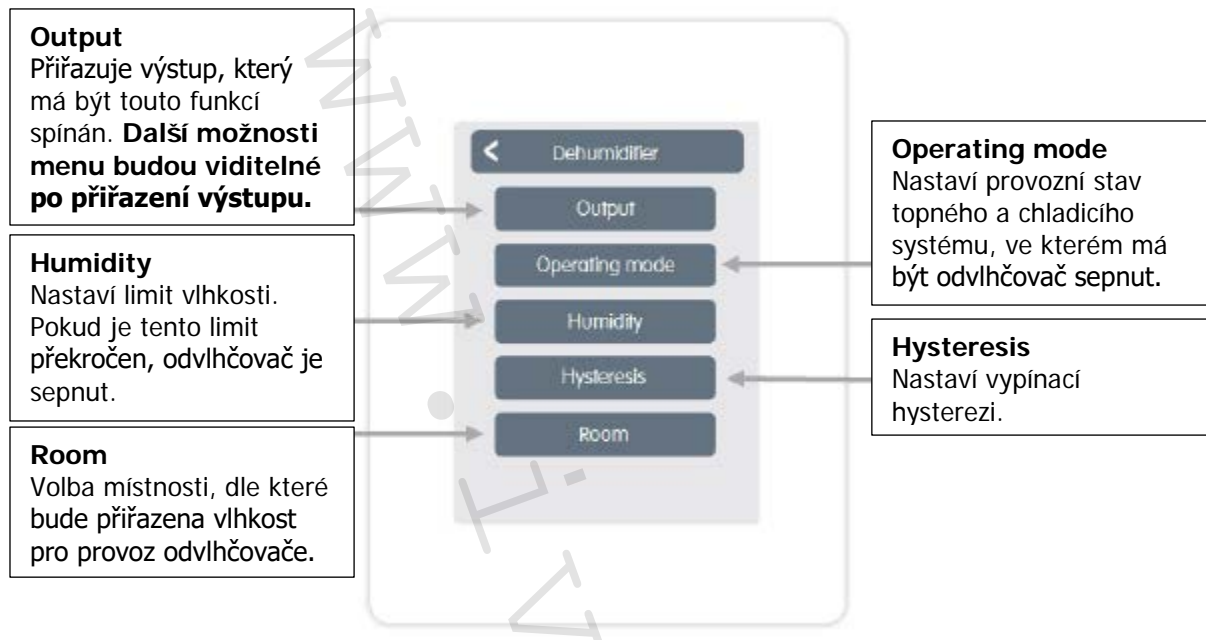 Output
Přiřazuje výstup, který
má být touto funkcí
spínán. Další možnosti
menu budou viditelné
po přiřazení výstupu.
Humidity
Nastaví limit vlhkosti.
Pokud je tento limit
překročen, odvlhčovač je
sepnut.
Room
Volba místnosti, dle které
bude přiřazena vlhkost
pro provoz odvlhčovače.
< Dehumidifier
Output
Operating mode
Humidity
Hysteresis
Room
Operating mode
Nastaví provozní stav
topného a chladicího
systému, ve kterém má
být odvlhčovač sepnut.
Hysteresis
Nastaví vypínací
hysterezi.
www.iv